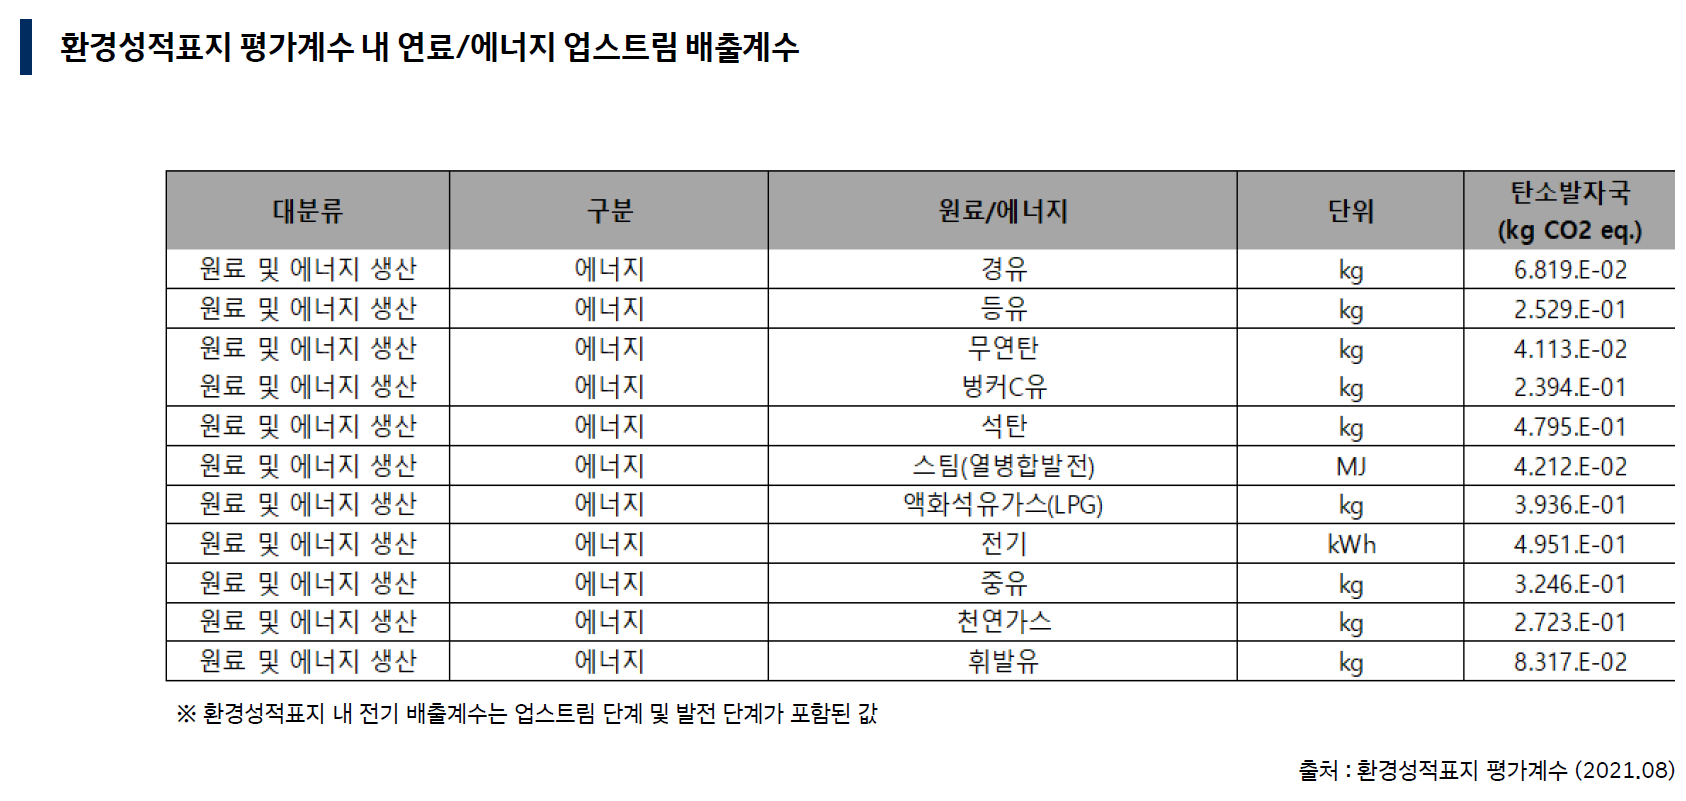 환경성적표지 평가계수 내 연료/에너지 업스트림 배출계수
대분류 구분 원료/에너지 단위 탄소발자국
(kg CO2 eq.)
원료 및 에너지 생산 에너지 경유 kg 6.819.E-02
원료 및 에너지 생산 에너지 등유 kg 2.529.E-01
원료 및 에너지 생산 에너지 무연탄 kg 4.113.E-02
원료 및 에너지 생산 에너지 벙커C유 kg 2.394.E-01
원료 및 에너지 생산 에너지 석탄 kg 4.795.E-01
원료 및 에너지 생산 에너지 스팀(열병합발전) MJ 4.212.E-02
원료 및 에너지 생산 에너지 액화석유가스(LPG) kg 3.936.E-01
원료 및 에너지 생산 에너지 전기 kWh 4.951.E-01
원료 및 에너지 생산 에너지 중유 kg 3.246.E-01
원료 및 에너지 생산 에너지 천연가스 kg 2.723.E-01
원료 및 에너지 생산 에너지 휘발유 kg 8.317.E-02
※ 환경성적표지 내 전기 배출계수는 업스트림 단계 및 발전 단계가 포함된 값
출처 : 환경성적표지 평가계수 (2021.08)